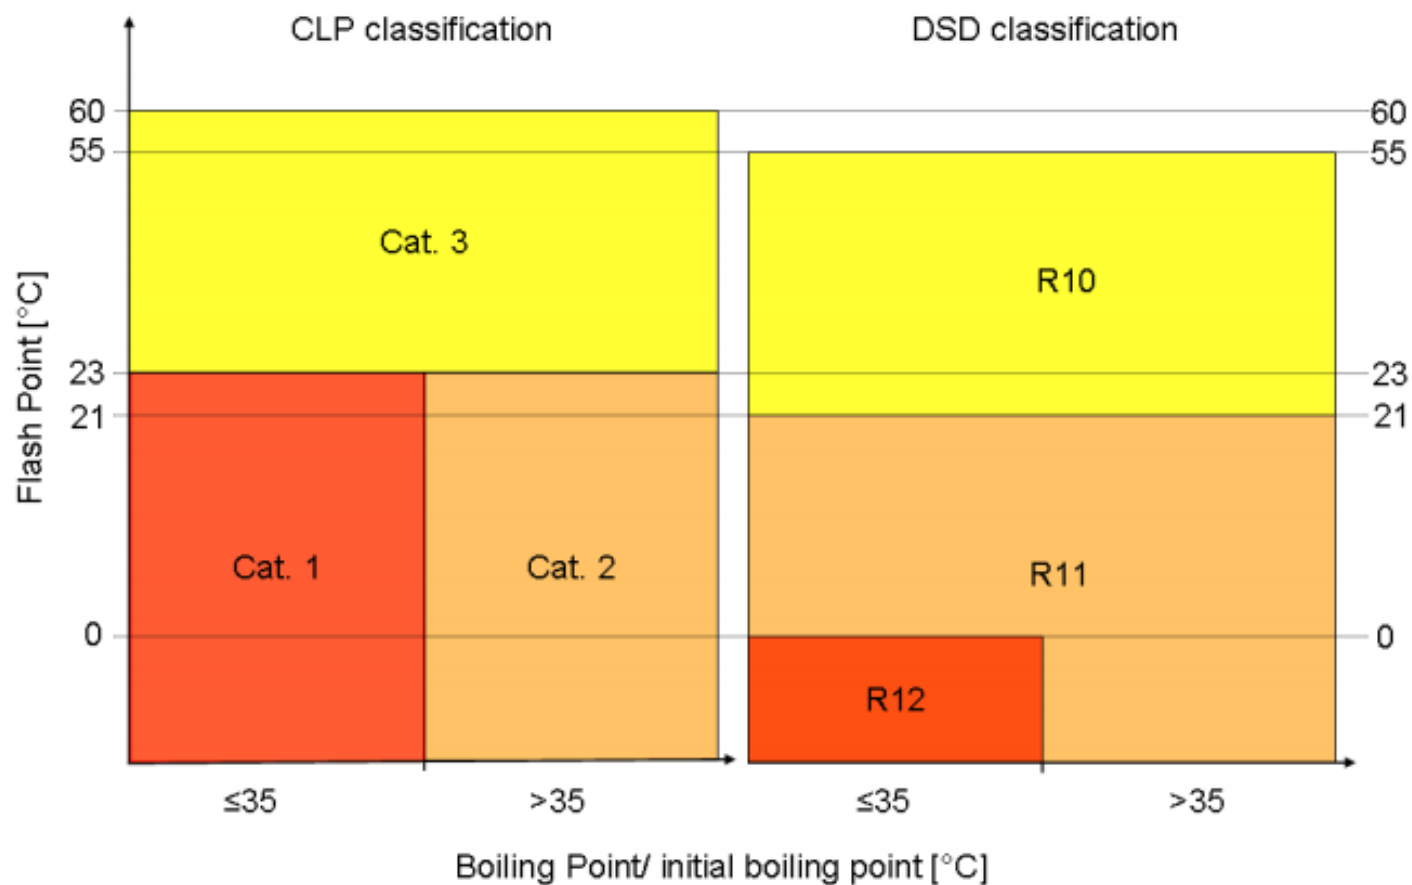 CLP classification
DSD classification
60
55
23
21
0
Flash Point [°C]
Cat. 3
Cat. 1
Cat. 2
≤35
>35
R10
R11
R12
60
55
23
21
0
≤35
>35
Boiling Point/ initial boiling point [°C]